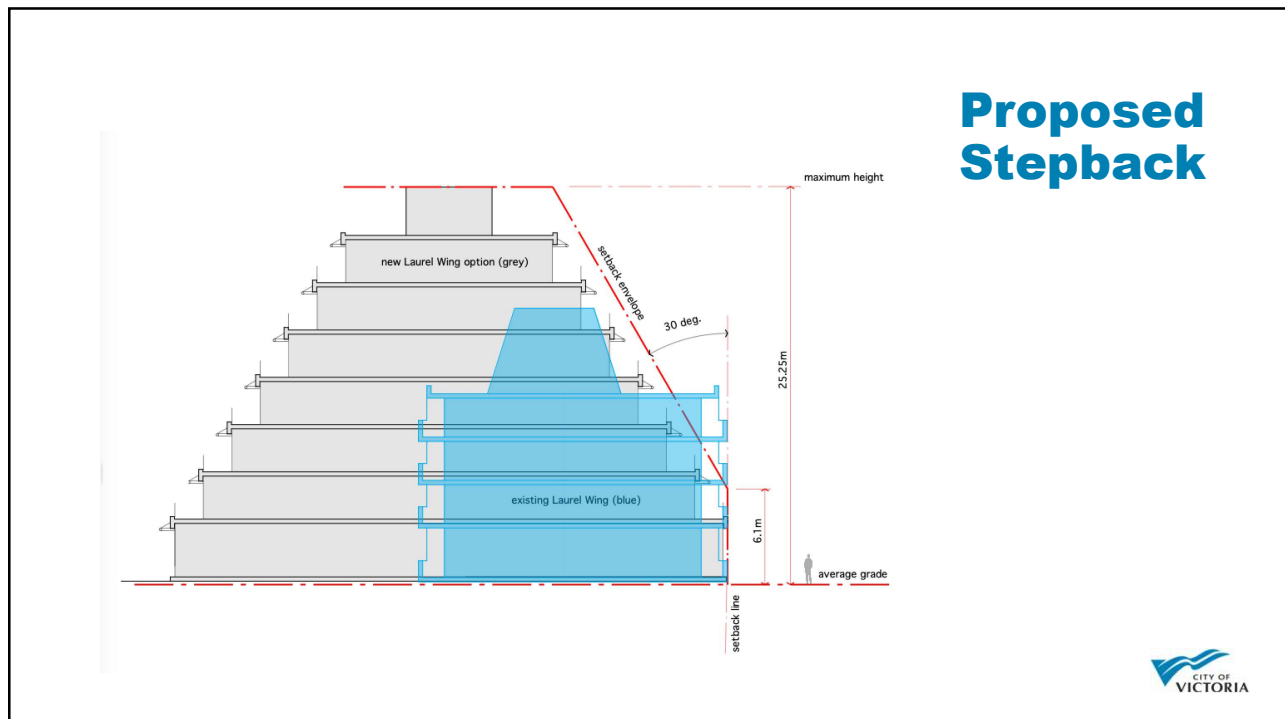 Proposed
Stepback
maximum height
new Laurel Wing option (grey)
setback envelope
30 deg.
25.25m
existing Laurel Wing (blue)
6.1m
average grade
setback line
CITY OF
VICTORIA